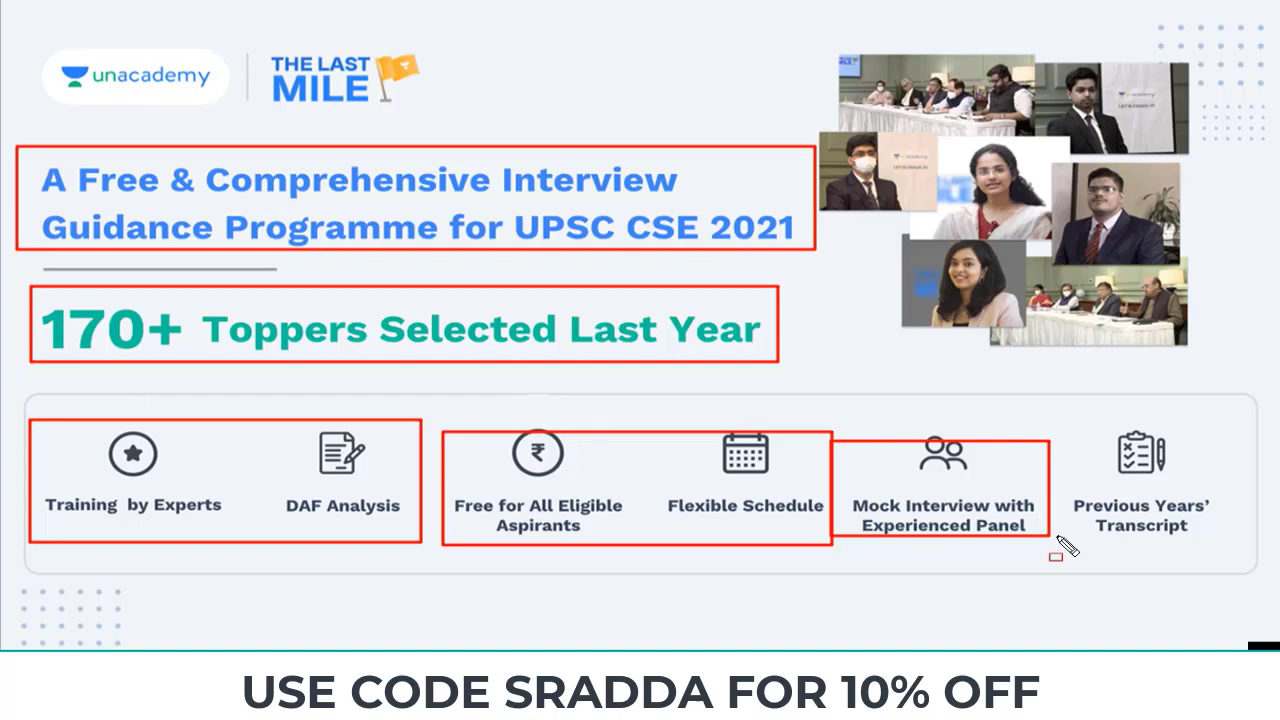 unacademy
THE LAST
MILE
A Free & Comprehensive Interview
Guidance Programme for UPSC CSE 2021
170+ Toppers Selected Last Year
Training by Experts
DAF Analysis
Free for All Eligible
Aspirants
Flexible Schedule
Mock Interview with
Experienced Panel
Previous Years'
Transcript
USE CODE SRADDA FOR 10% OFF